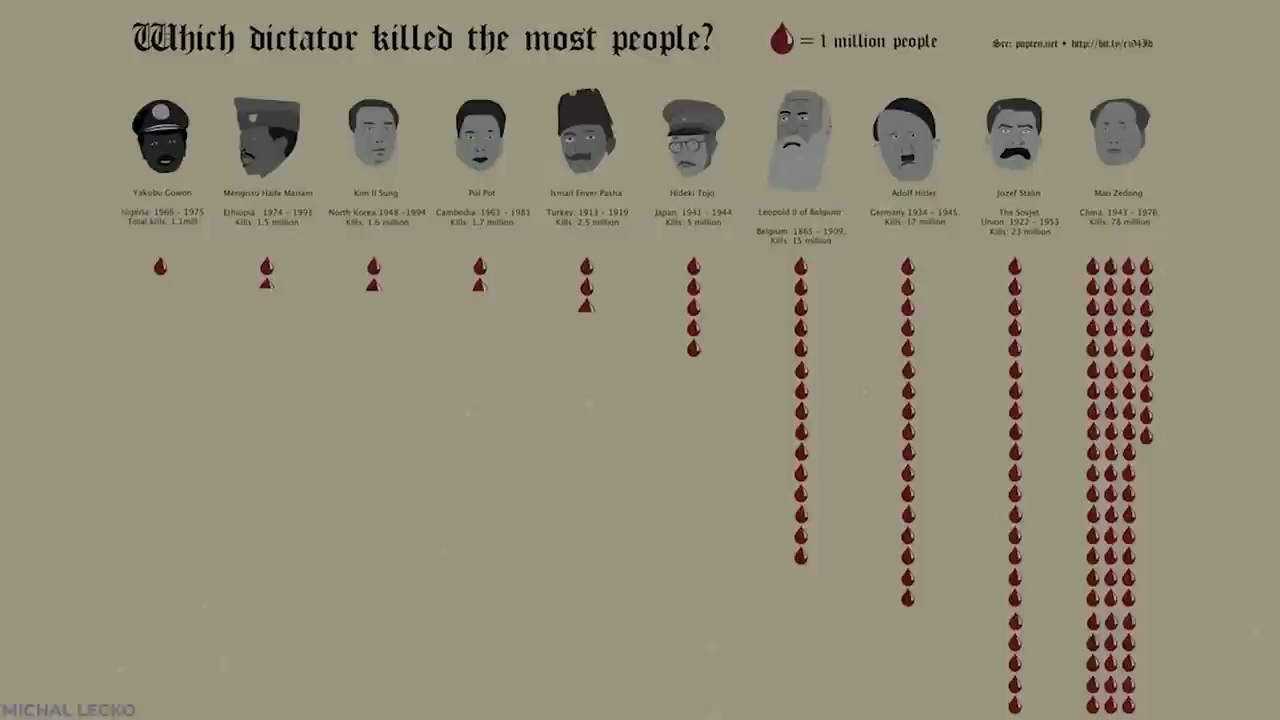 Which dictator killed the most people?
= 1 million people
Yakubu Gowon
Nigeria: 1966 - 1975
Total kills: 1.1mill
Mengistu Haile Mariam
Ethiopia: 1974 - 1991
Kills: 1.5 million
Kim Il Sung
North Korea 1948 -1994
Kills: 1.6 million
Pol Pot
Cambodia: 1963 - 1981
Kills: 1.7 million
Ismail Enver Pasha
Turkey: 1913 - 1919
Kills: 2.5 million
Hideki Tojo
Japan: 1941 - 1944
Kills: 5 million
Leopold II of Belgium
Belgium: 1865 - 1909.
Kills: 15 million
Adolf Hitler
Germany 1934 - 1945.
Kills: 17 million
Jozef Stalin
The Sovjet
Union: 1922 - 1953
Kills: 23 million
Mao Zedong
China: 1943 - 1976.
Kills: 78 million
MICHAL LECKO